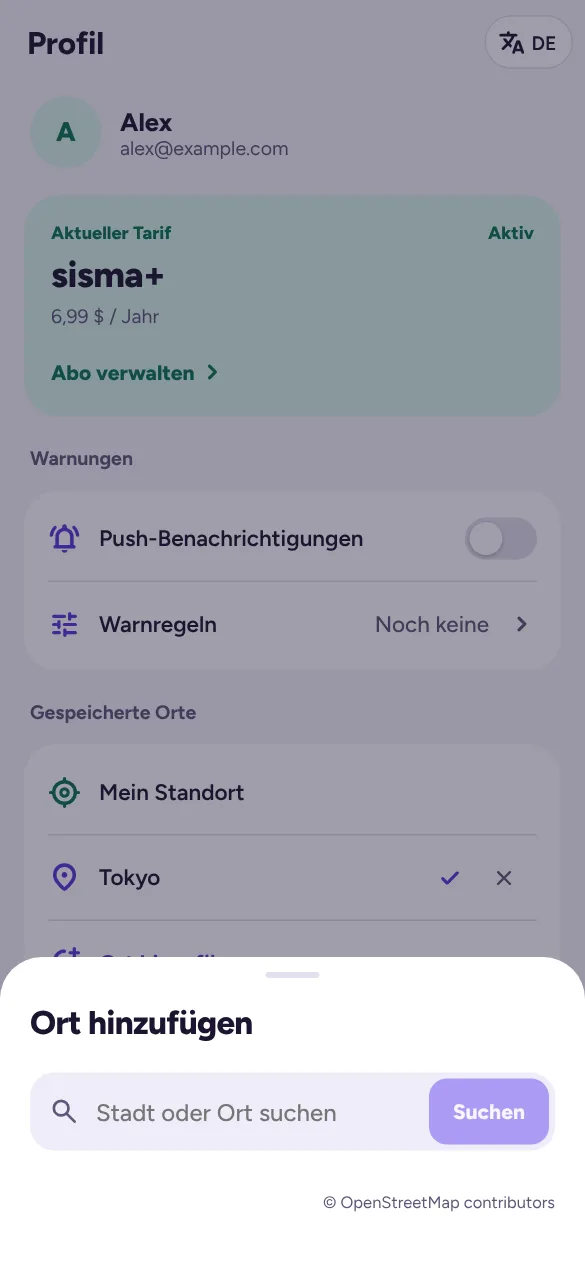 Profil
DE
A
Alex
alex@example.com
Aktueller Tarif
Aktiv
sisma+
6,99 $ / Jahr
Abo verwalten
Warnungen
Push-Benachrichtigungen
Warnregeln
Noch keine
Gespeicherte Orte
Mein Standort
Tokyo
Ort hinzufügen
Stadt oder Ort suchen
Suchen
© OpenStreetMap contributors